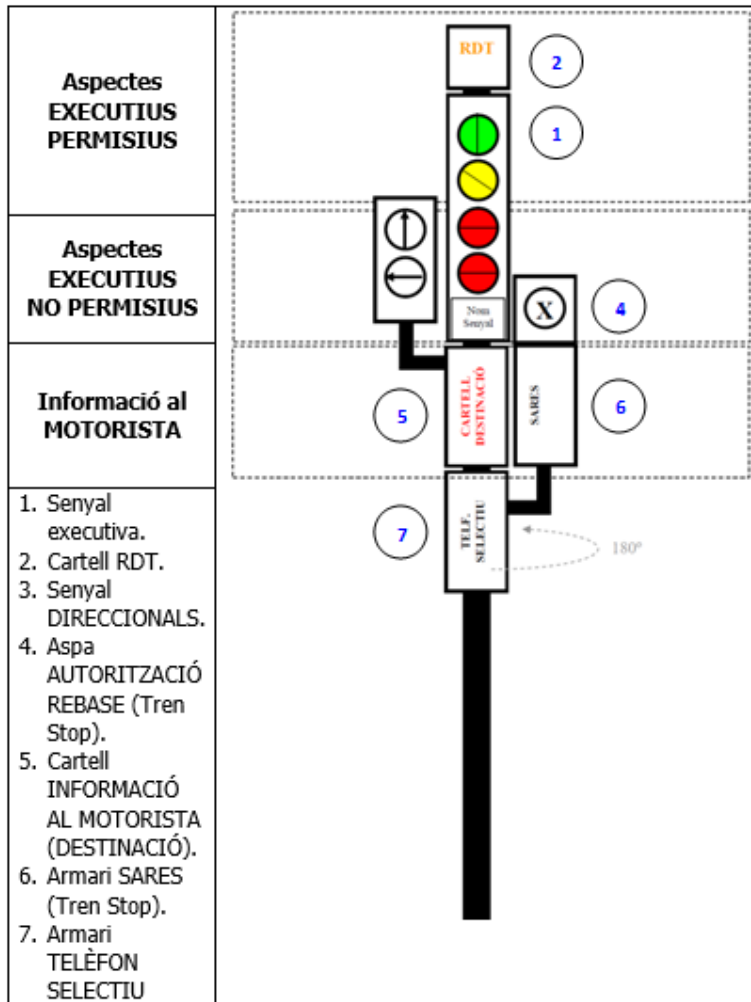 Aspectes
EXECUTIUS
PERMISIUS
Aspectes
EXECUTIUS
NO PERMISIUS
Informació al
MOTORISTA
1. Senyal
executiva.
2. Cartell RDT.
3. Senyal
DIRECCIONALS.
4. Aspa
AUTORITZACIÓ
REBASE (Tren
Stop).
5. Cartell
INFORMACIÓ
AL MOTORISTA
(DESTINACIÓ).
6. Armari SARES
(Tren Stop).
7. Armari
TELÈFON
SELECTIU
RDT
2
1
Nom
Senyal
X
4
CARTELL
DESTINACIÓ
5
SARES
6
TELF.
SELECTIU
7
180º